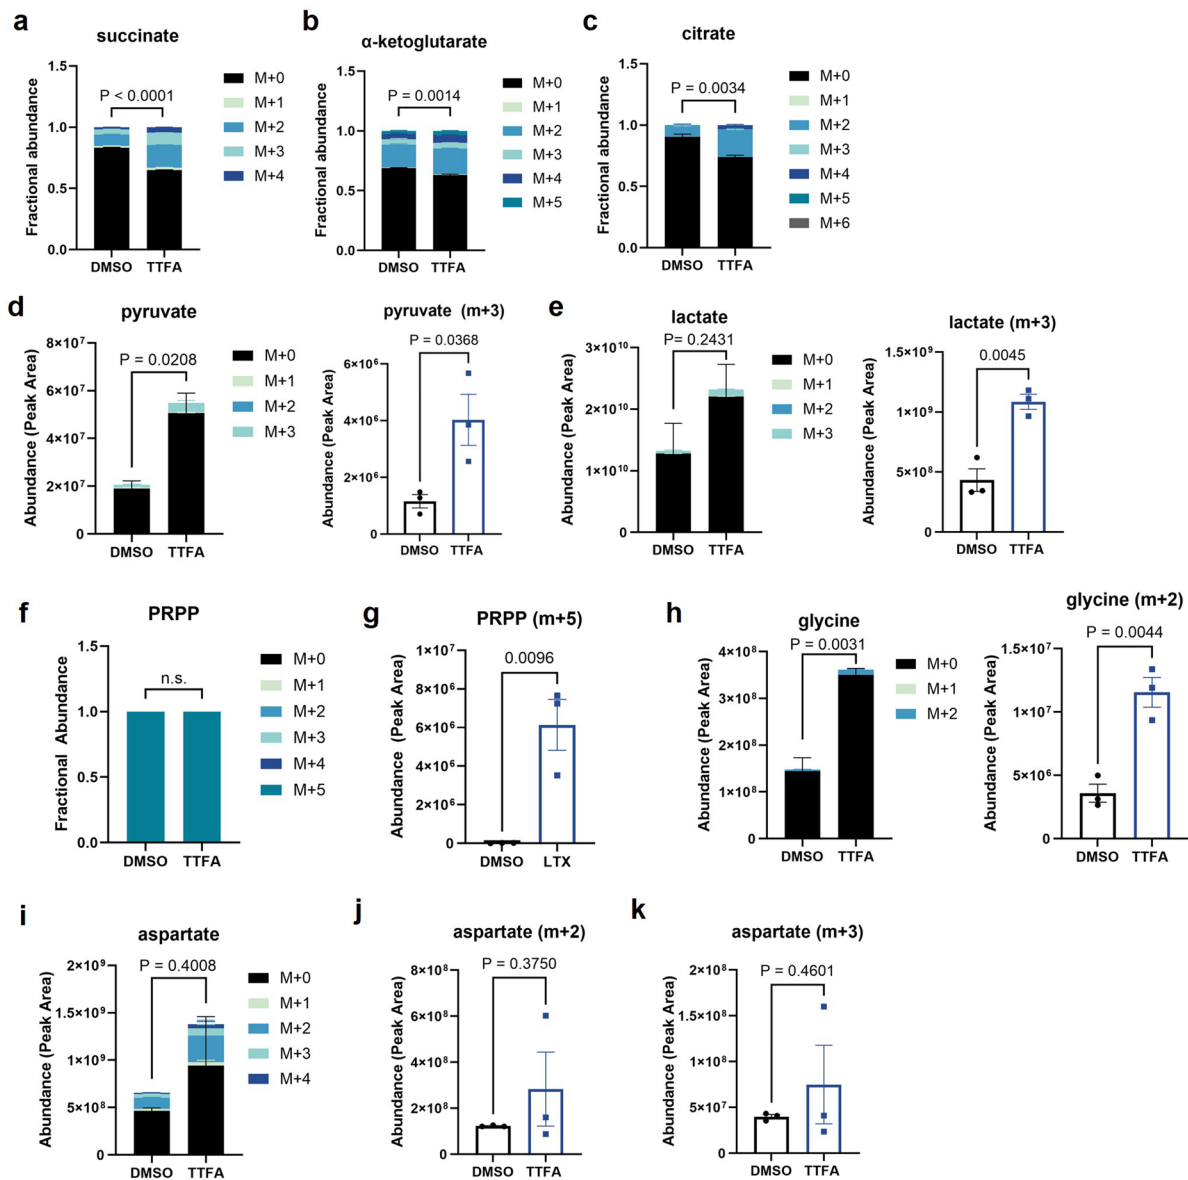 a
succinate
Fractional abundance
1.5
1.0
0.5
0.0
P < 0.0001
DMSO TTFA
M+0
M+1
M+2
M+3
M+4
b
α-ketoglutarate
Fractional abundance
1.5
1.0
0.5
0.0
P = 0.0014
DMSO TTFA
M+0
M+1
M+2
M+3
M+4
M+5
c
citrate
Fractional abundance
1.5
1.0
0.5
0.0
P = 0.0034
DMSO TTFA
M+0
M+1
M+2
M+3
M+4
M+5
M+6
d
pyruvate
Abundance (Peak Area)
8×10⁷
6×10⁷
4×10⁷
2×10⁷
0
P = 0.0208
DMSO TTFA
M+0
M+1
M+2
M+3
pyruvate (m+3)
Abundance (Peak Area)
6×10⁶
4×10⁶
2×10⁶
0
P = 0.0368
DMSO TTFA
e
lactate
Abundance (Peak Area)
3×10¹⁰
2×10¹⁰
1×10¹⁰
0
P= 0.2431
DMSO TTFA
M+0
M+1
M+2
M+3
lactate (m+3)
Abundance (Peak Area)
1.5×10⁹
1×10⁹
5×10⁸
0
0.0045
DMSO TTFA
f
PRPP
Fractional Abundance
1.5
1.0
0.5
0.0
n.s.
DMSO TTFA
M+0
M+1
M+2
M+3
M+4
M+5
g
PRPP (m+5)
Abundance (Peak Area)
1×10⁷
8×10⁶
6×10⁶
4×10⁶
2×10⁶
0
0.0096
DMSO LTX
h
glycine
Abundance (Peak Area)
4×10⁸
3×10⁸
2×10⁸
1×10⁸
0
P = 0.0031
DMSO TTFA
M+0
M+1
M+2
glycine (m+2)
Abundance (Peak Area)
1.5×10⁷
1×10⁷
5×10⁶
0
P = 0.0044
DMSO TTFA
i
aspartate
Abundance (Peak Area)
2×10⁹
1.5×10⁹
1×10⁹
5×10⁸
0
P = 0.4008
DMSO TTFA
M+0
M+1
M+2
M+3
M+4
j
aspartate (m+2)
Abundance (Peak Area)
8×10⁸
6×10⁸
4×10⁸
2×10⁸
0
P = 0.3750
DMSO TTFA
k
aspartate (m+3)
Abundance (Peak Area)
2×10⁸
1.5×10⁸
1×10⁸
5×10⁷
0
P = 0.4601
DMSO TTFA